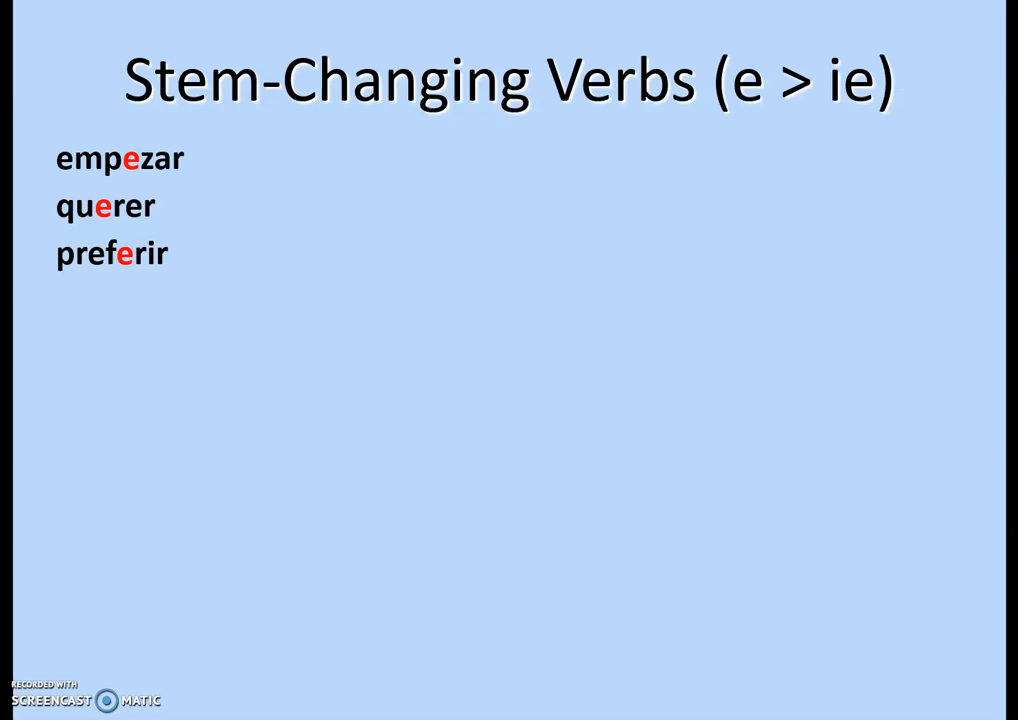 Stem-Changing Verbs (e > ie)
empezar
querer
preferir
RECORDED WITH
SCREENCAST MATIC